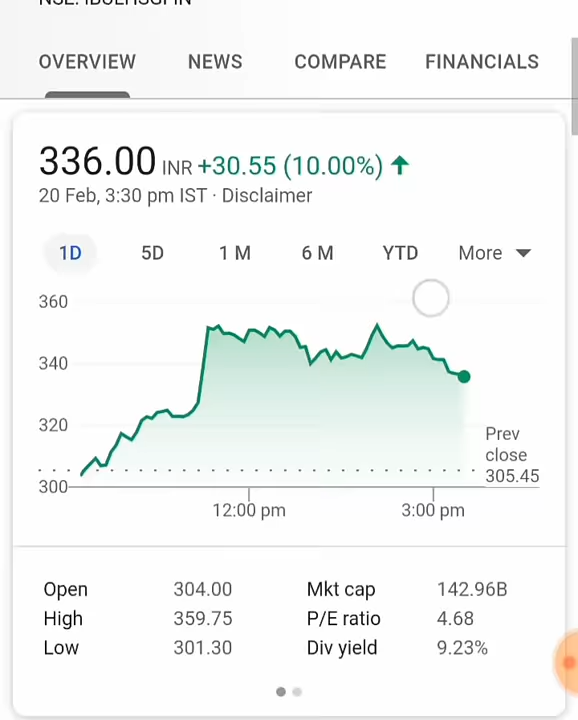 NSE: IBULHSGFIN
OVERVIEW NEWS COMPARE FINANCIALS
336.00 INR +30.55 (10.00%) ↑
20 Feb, 3:30 pm IST · Disclaimer
1D 5D 1 M 6 M YTD More
360
340
320
300
Prev
close
305.45
12:00 pm 3:00 pm
Open 304.00 Mkt cap 142.96B
High 359.75 P/E ratio 4.68
Low 301.30 Div yield 9.23%